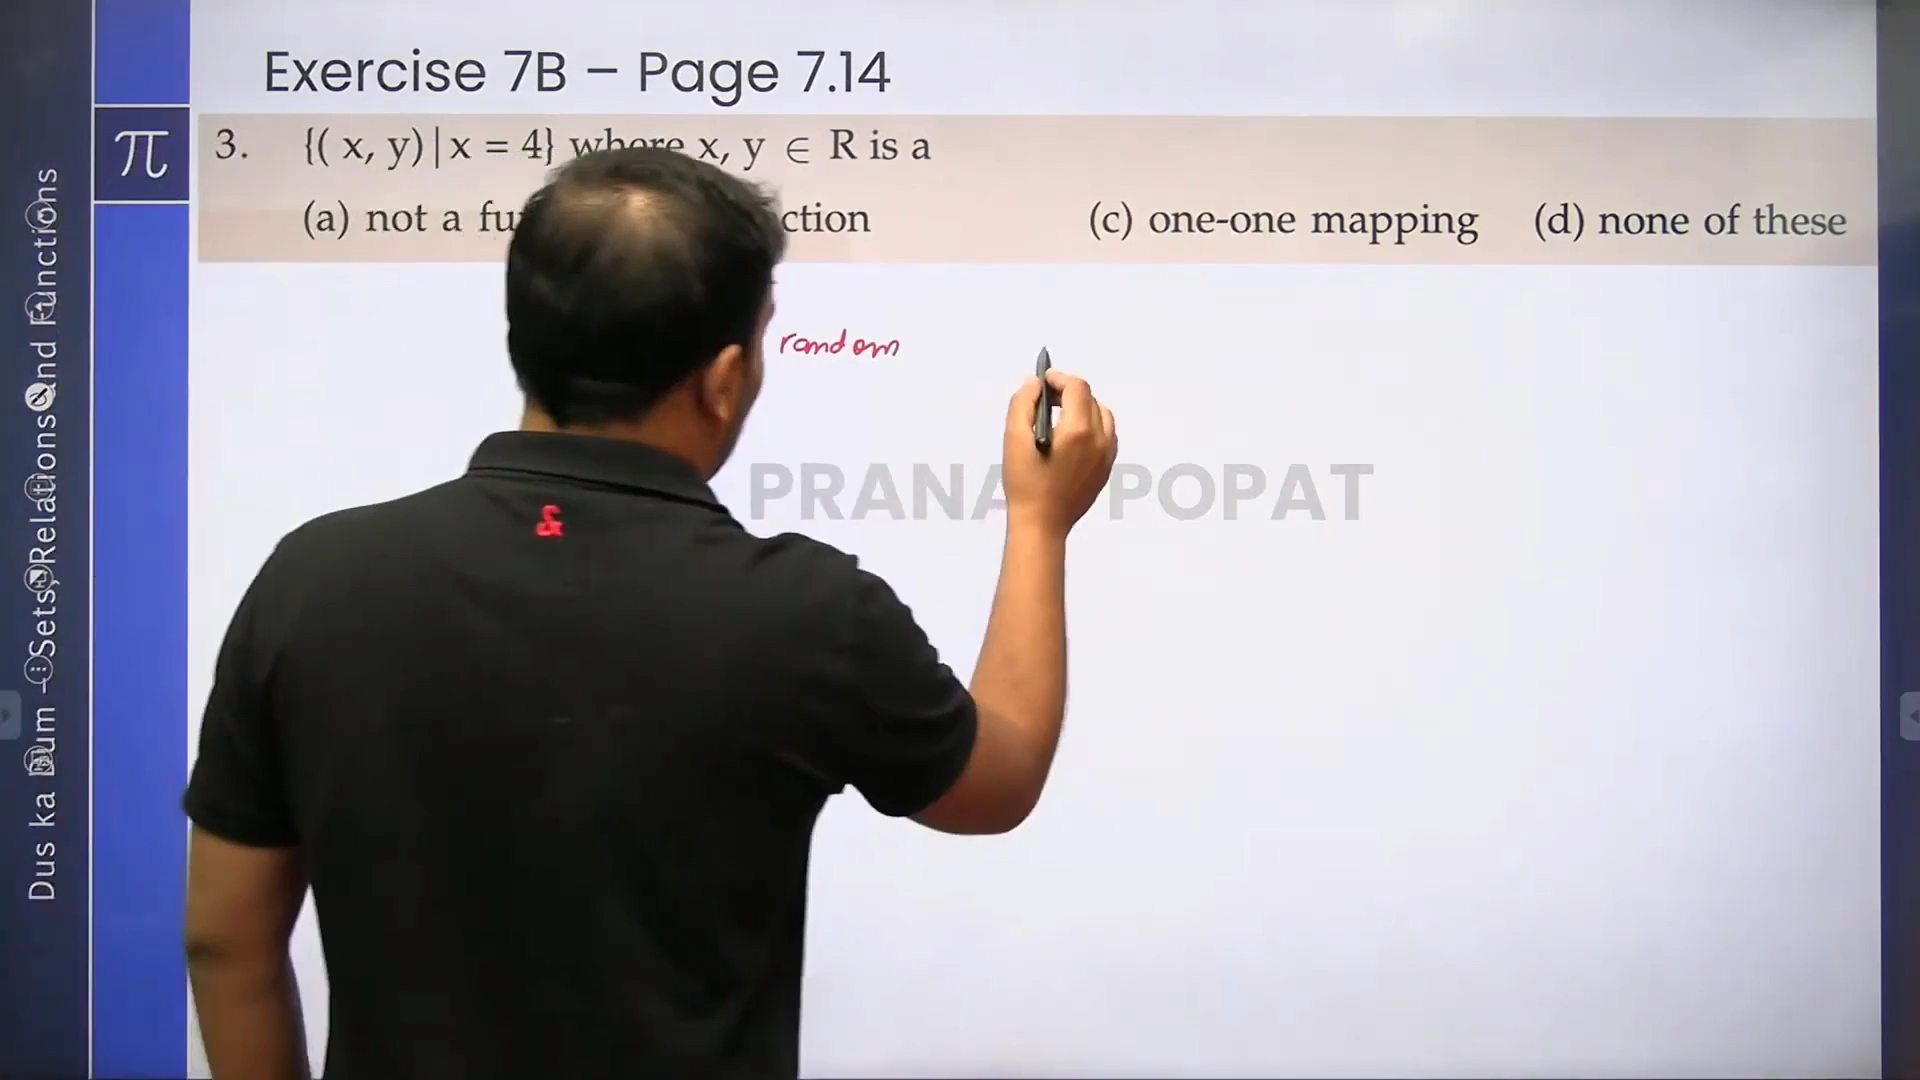 Exercise 7B – Page 7.14
π
3. {( x, y) | x = 4} where x, y ∈ R is a
(a) not a ction (c) one-one mapping (d) none of these
random
PRANA POPAT
&
Dus ka Dum – Sets, Relations and Functions